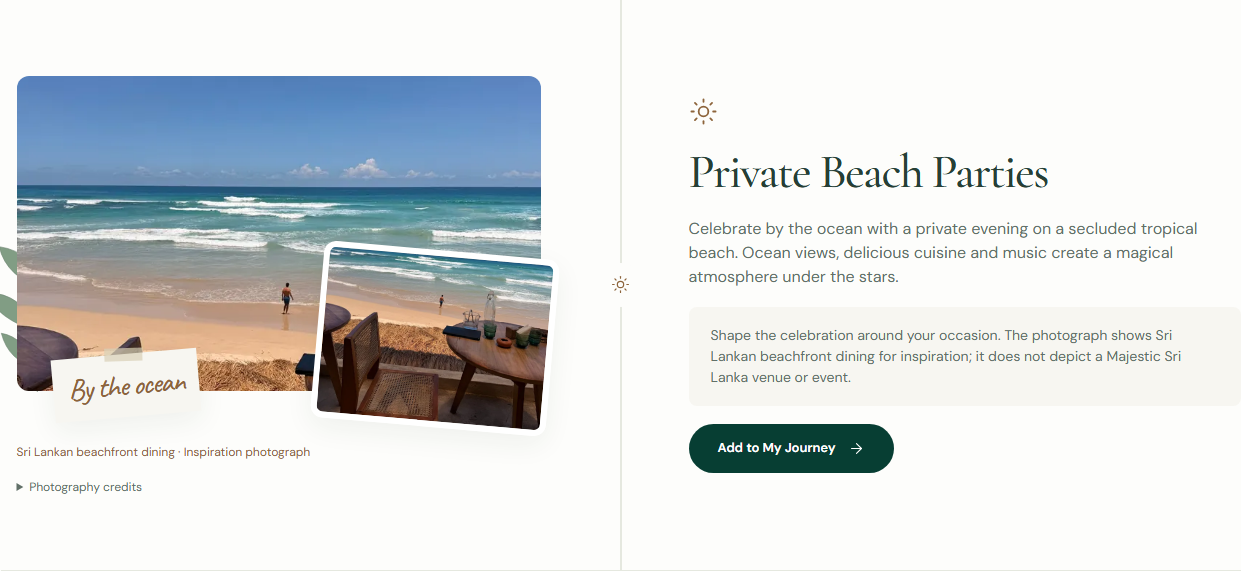 By the ocean
Sri Lankan beachfront dining · Inspiration photograph
Photography credits
Private Beach Parties
Celebrate by the ocean with a private evening on a secluded tropical
beach. Ocean views, delicious cuisine and music create a magical
atmosphere under the stars.
Shape the celebration around your occasion. The photograph shows Sri
Lankan beachfront dining for inspiration; it does not depict a Majestic Sri
Lanka venue or event.
Add to My Journey